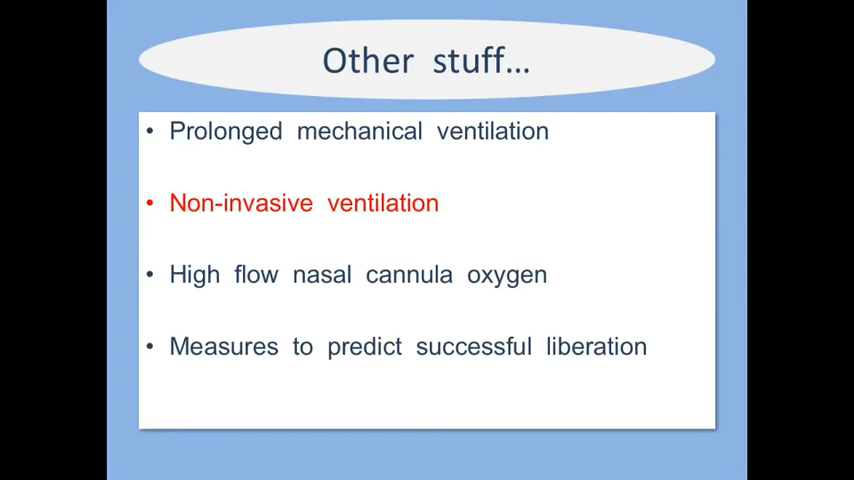 Other stuff...
• Prolonged mechanical ventilation
• Non-invasive ventilation
• High flow nasal cannula oxygen
• Measures to predict successful liberation